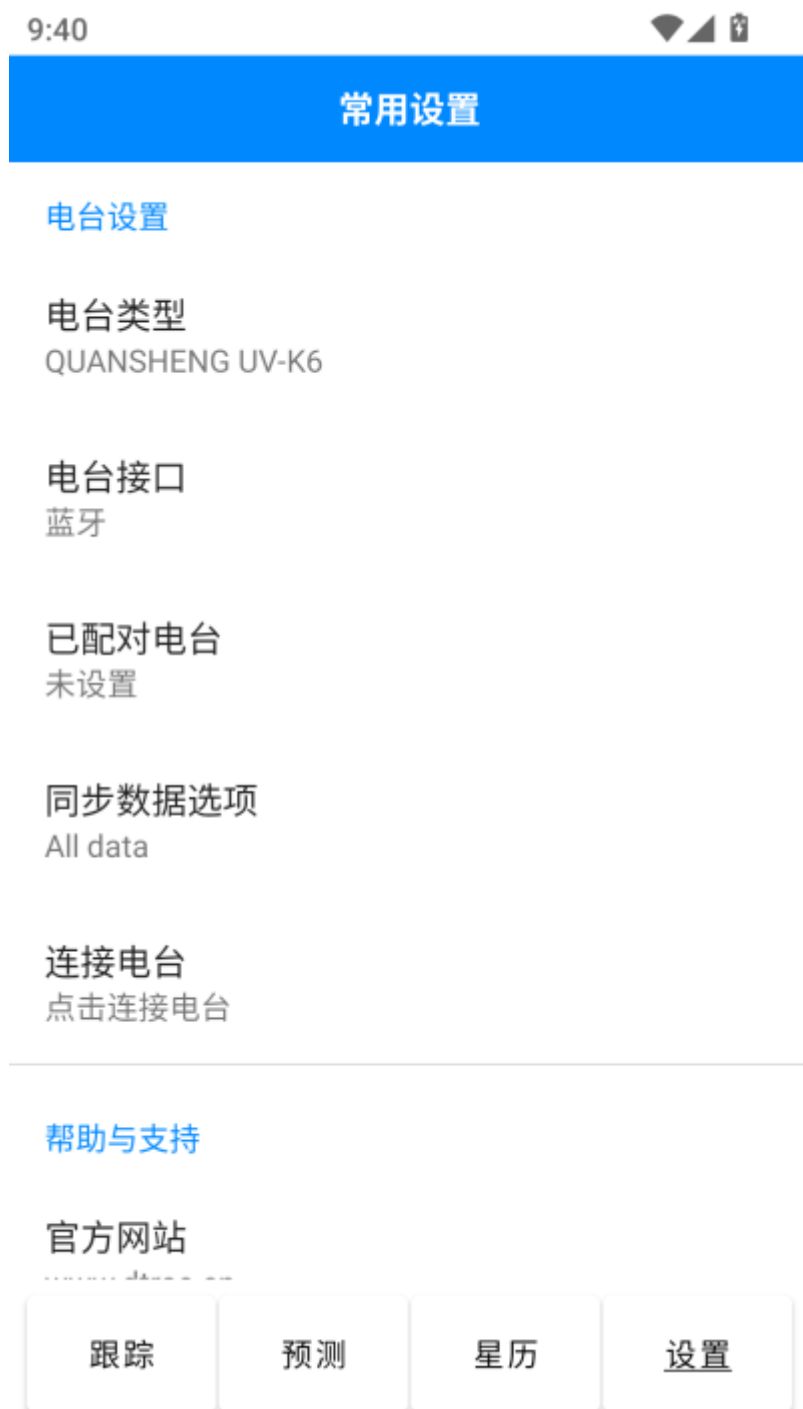 9:40
常用设置
电台设置
电台类型
QUANSHENG UV-K6
电台接口
蓝牙
已配对电台
未设置
同步数据选项
All data
连接电台
点击连接电台
帮助与支持
官方网站
跟踪
预测
星历
设置